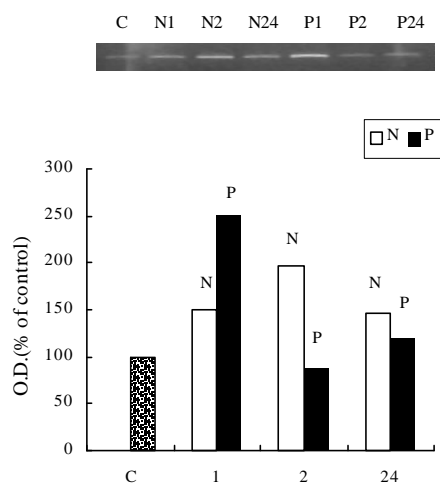 C N1 N2 N24 P1 P2 P24
N P
300
250
200
150
100
50
0
O.D.(% of control)
N P
N P
N P
C 1 2 24